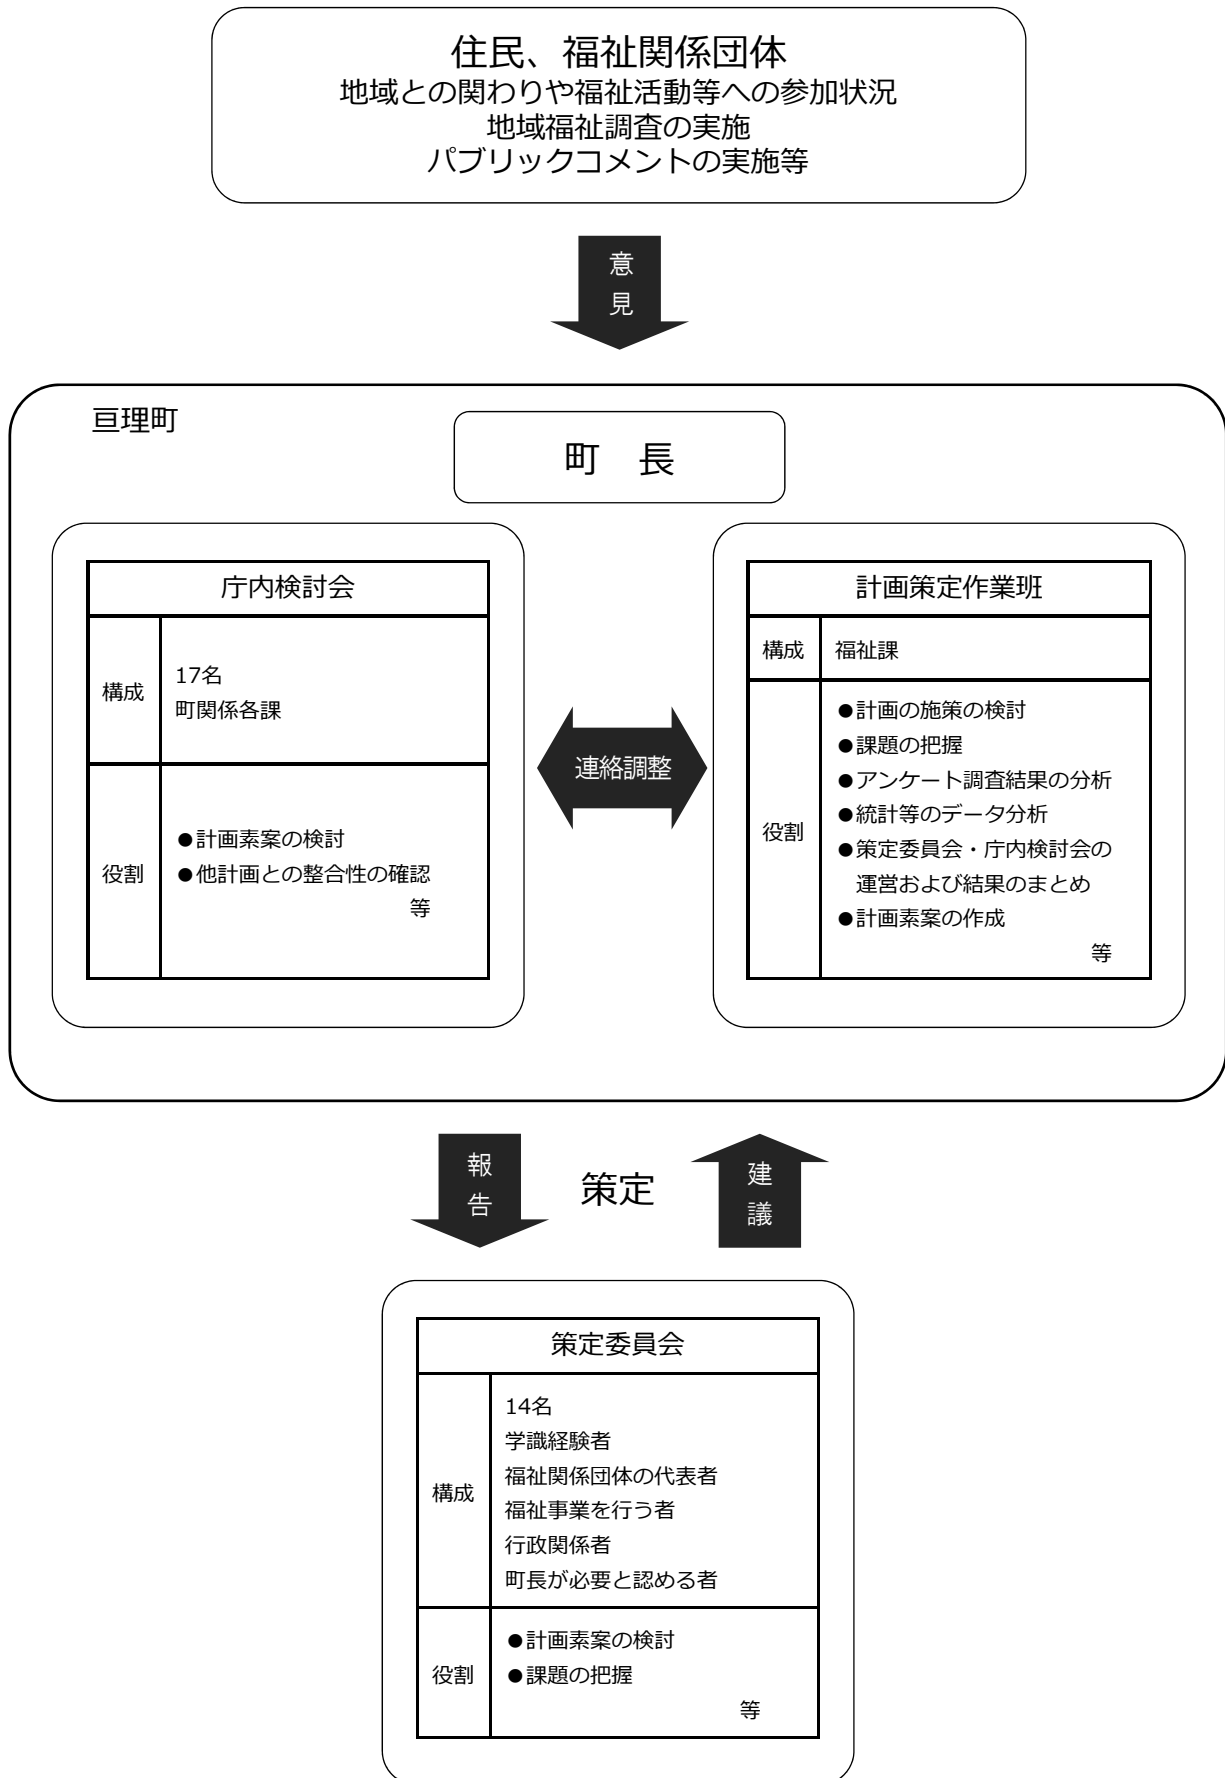 住民、福祉関係団体
地域との関わりや福祉活動等への参加状況
地域福祉調査の実施
パブリックコメントの実施等
意
見
亘理町
町　長
庁内検討会
構成
17名
町関係各課
役割
●計画素案の検討
●他計画との整合性の確認
等
連絡調整
計画策定作業班
構成
福祉課
役割
●計画の施策の検討
●課題の把握
●アンケート調査結果の分析
●統計等のデータ分析
●策定委員会・庁内検討会の
運営および結果のまとめ
●計画素案の作成
等
報
告
策定
建
議
策定委員会
構成
14名
学識経験者
福祉関係団体の代表者
福祉事業を行う者
行政関係者
町長が必要と認める者
役割
●計画素案の検討
●課題の把握
等